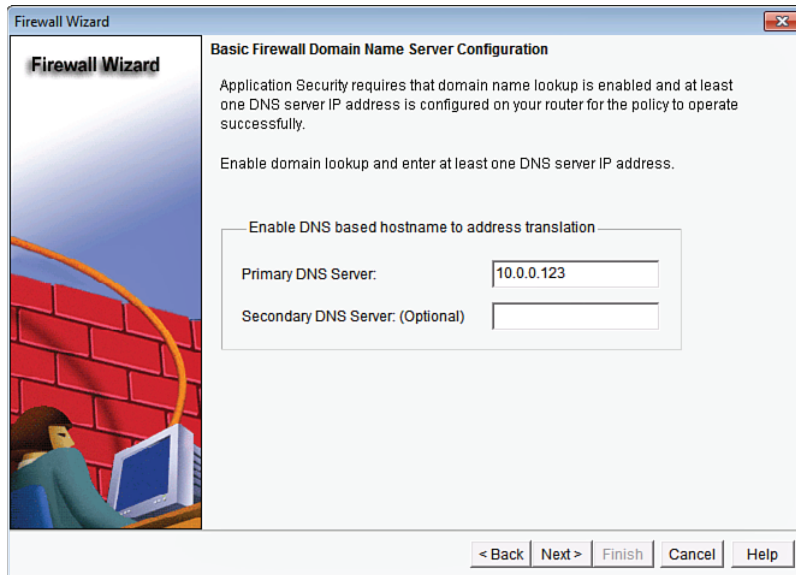 Firewall Wizard
Firewall Wizard
Basic Firewall Domain Name Server Configuration
Application Security requires that domain name lookup is enabled and at least
one DNS server IP address is configured on your router for the policy to operate
successfully.
Enable domain lookup and enter at least one DNS server IP address.
Enable DNS based hostname to address translation
Primary DNS Server: 10.0.0.123
Secondary DNS Server: (Optional)
< Back Next > Finish Cancel Help